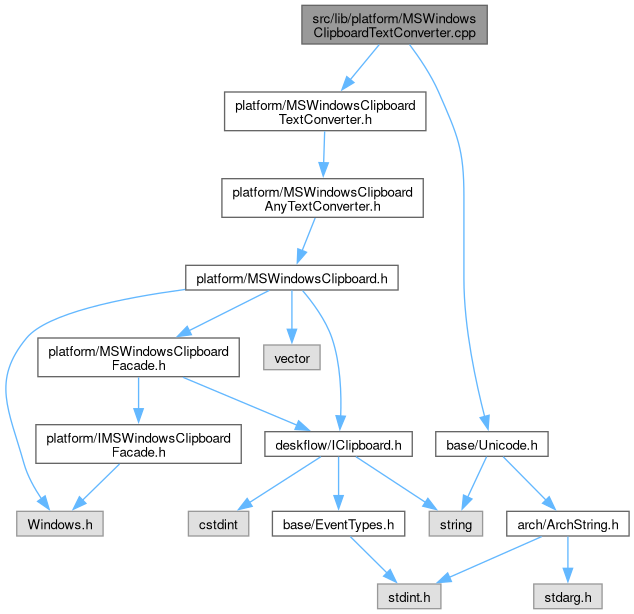 src/lib/platform/MSWindows
ClipboardTextConverter.cpp
platform/MSWindowsClipboard
TextConverter.h
platform/MSWindowsClipboard
AnyTextConverter.h
platform/MSWindowsClipboard.h
platform/MSWindowsClipboard
Facade.h
vector
platform/IMSWindowsClipboard
Facade.h
deskflow/IClipboard.h
base/Unicode.h
Windows.h
cstdint
base/EventTypes.h
string
arch/ArchString.h
stdint.h
stdarg.h